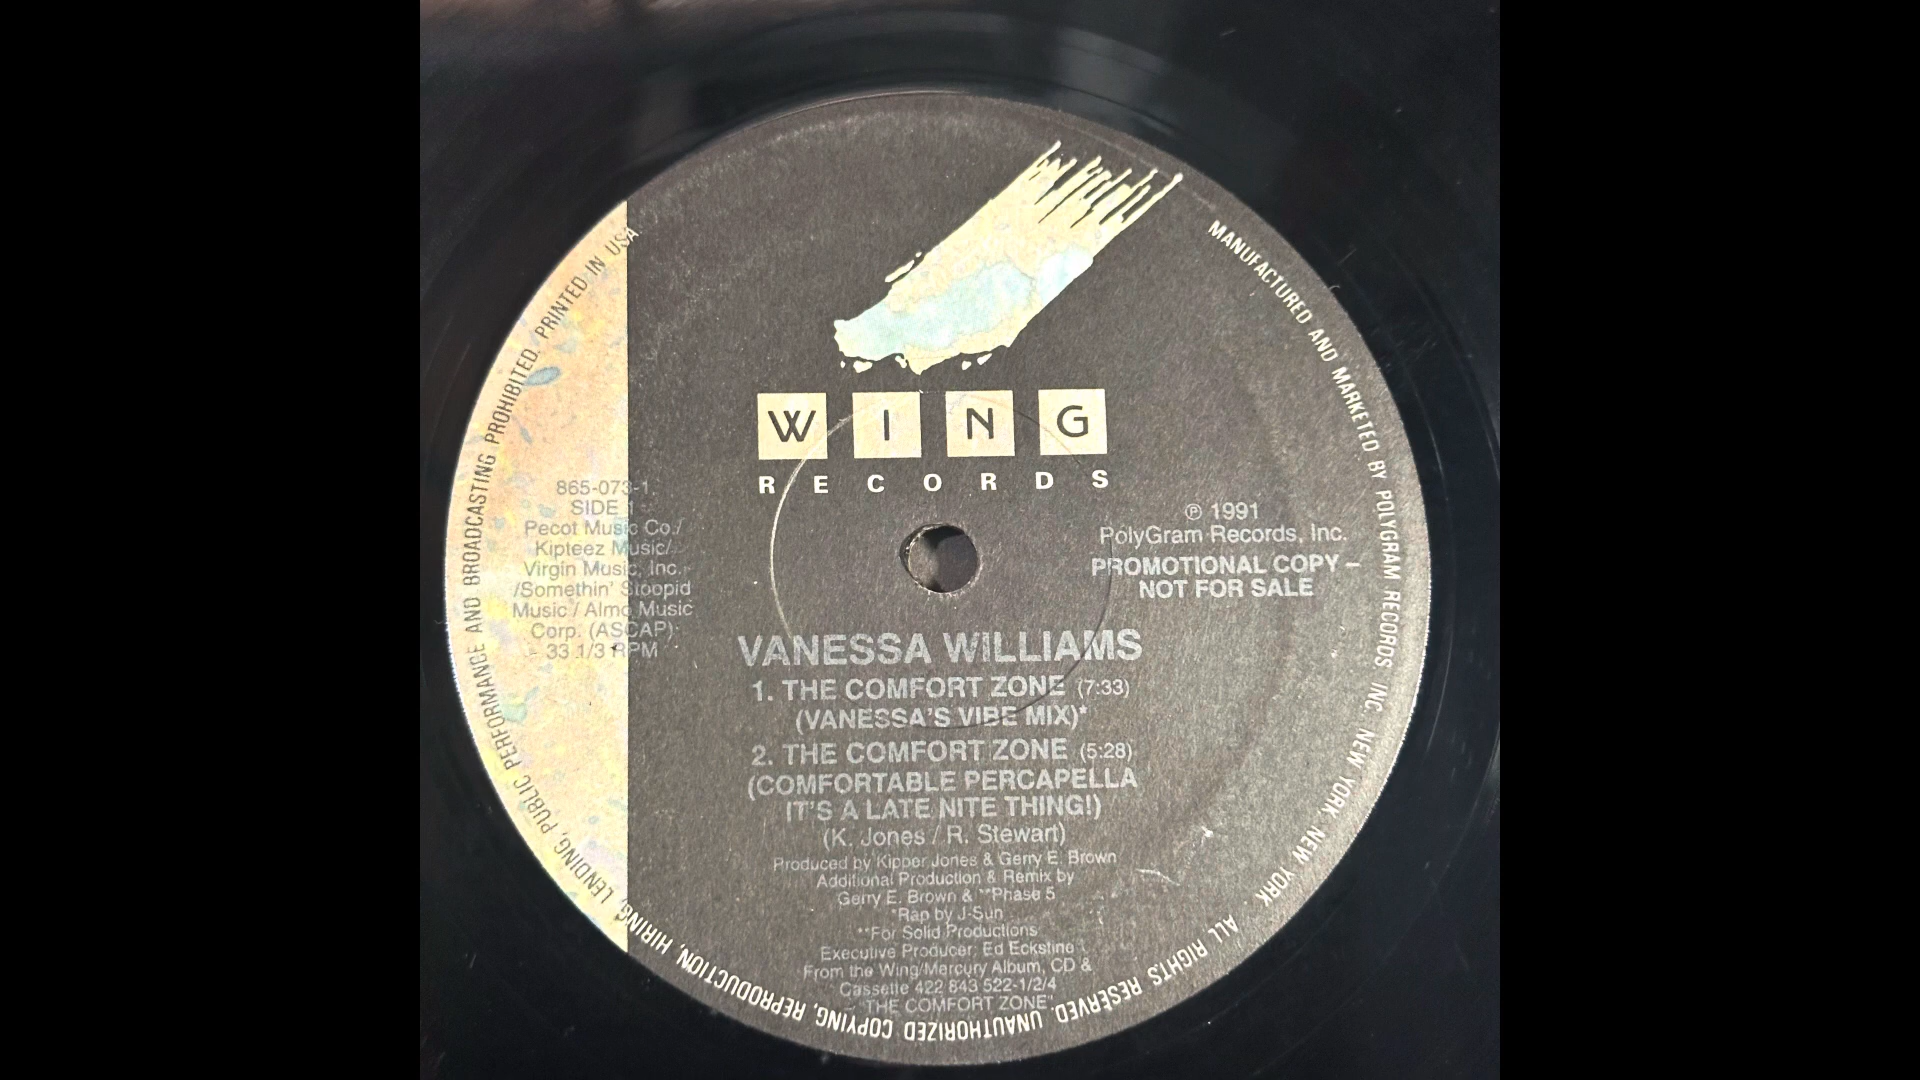 WING
RECORDS
865-073-1
SIDE 1
Pecot Music Co./
Kipteez Music/
Virgin Music, Inc.
/Somethin' Stoopid
Music / Almo Music
Corp. (ASCAP)
33 1/3 RPM
℗ 1991
PolyGram Records, Inc.
PROMOTIONAL COPY –
NOT FOR SALE
VANESSA WILLIAMS
1. THE COMFORT ZONE (7:33)
(VANESSA'S VIBE MIX)*
2. THE COMFORT ZONE (5:28)
(COMFORTABLE PERCAPELLA
IT'S A LATE NITE THING!)
(K. Jones / R. Stewart)
Produced by Kipper Jones & Gerry E. Brown
Additional Production & Remix by
Gerry E. Brown & **Phase 5
*Rap by J-Sun
**For Solid Productions
Executive Producer: Ed Eckstine
From the Wing/Mercury Album, CD &
Cassette 422 843 522-1/2/4
"THE COMFORT ZONE"
MANUFACTURED AND MARKETED BY POLYGRAM RECORDS, INC. NEW YORK, NEW YORK. ALL RIGHTS RESERVED. UNAUTHORIZED COPYING, REPRODUCTION, HIRING, LENDING, PUBLIC PERFORMANCE AND BROADCASTING PROHIBITED. PRINTED IN USA